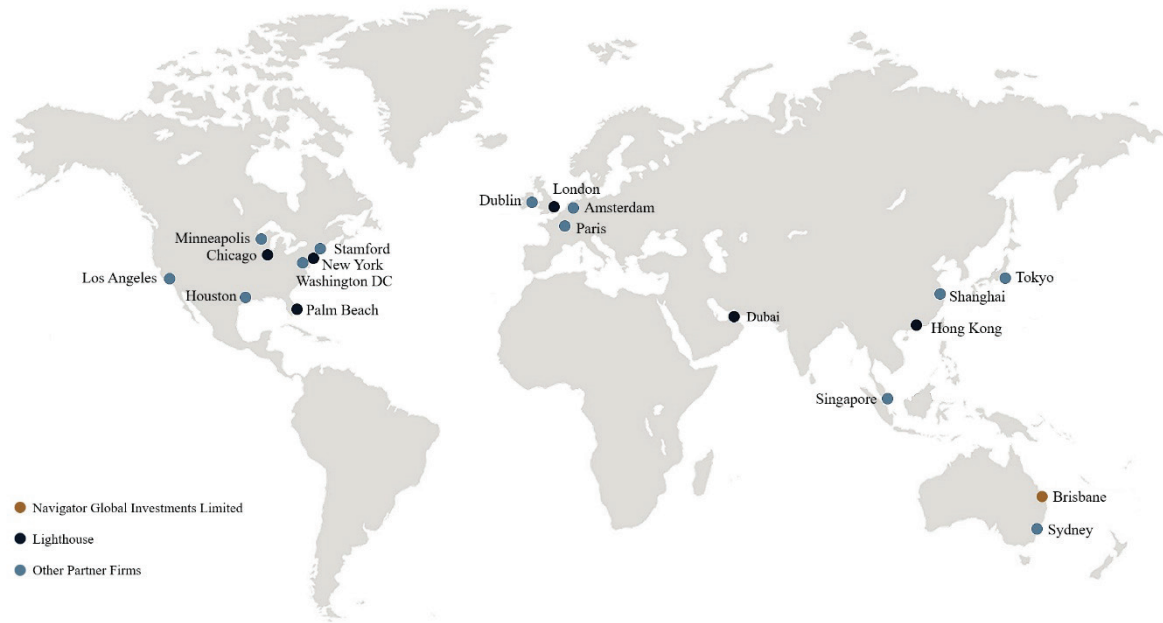 London
Dublin
Amsterdam
Paris
Minneapolis
Chicago
Stamford
New York
Washington DC
Los Angeles
Houston
Palm Beach
Tokyo
Shanghai
Dubai
Hong Kong
Singapore
Brisbane
Sydney
Navigator Global Investments Limited
Lighthouse
Other Partner Firms